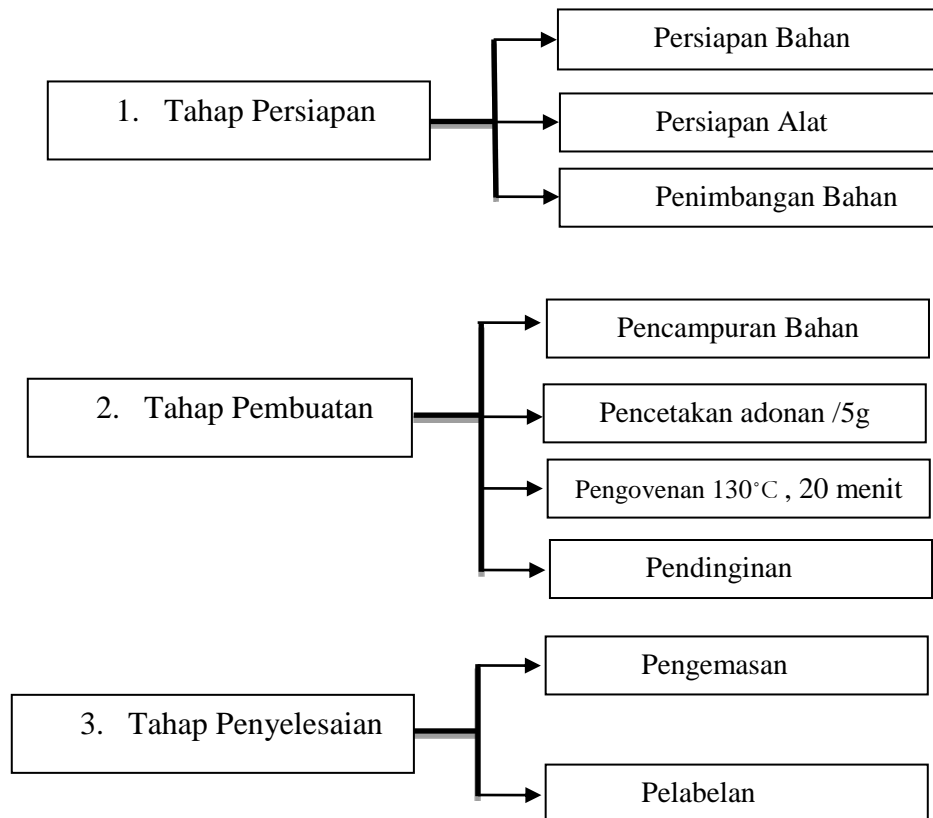 1. Tahap Persiapan
Persiapan Bahan
Persiapan Alat
Penimbangan Bahan
2. Tahap Pembuatan
Pencampuran Bahan
Pencetakan adonan /5g
Pengovenan 130˚C , 20 menit
Pendinginan
3. Tahap Penyelesaian
Pengemasan
Pelabelan